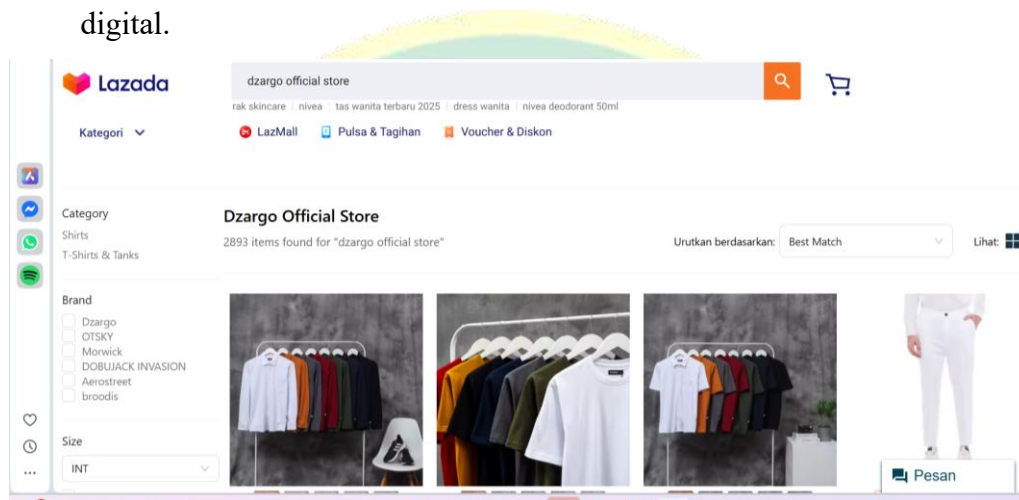 digital.
Lazada
dzargo official store
rak skincare | nivea | tas wanita terbaru 2025 | dress wanita | nivea deodorant 50ml
Kategori
LazMall
Pulsa & Tagihan
Voucher & Diskon
Category
Shirts
T-Shirts & Tanks
Dzargo Official Store
2893 items found for "dzargo official store"
Urutkan berdasarkan:
Best Match
Lihat:
Brand
Dzargo
OTSKY
Morwick
DOBUJACK INVASION
Aerostreet
broodis
Size
INT
Pesan